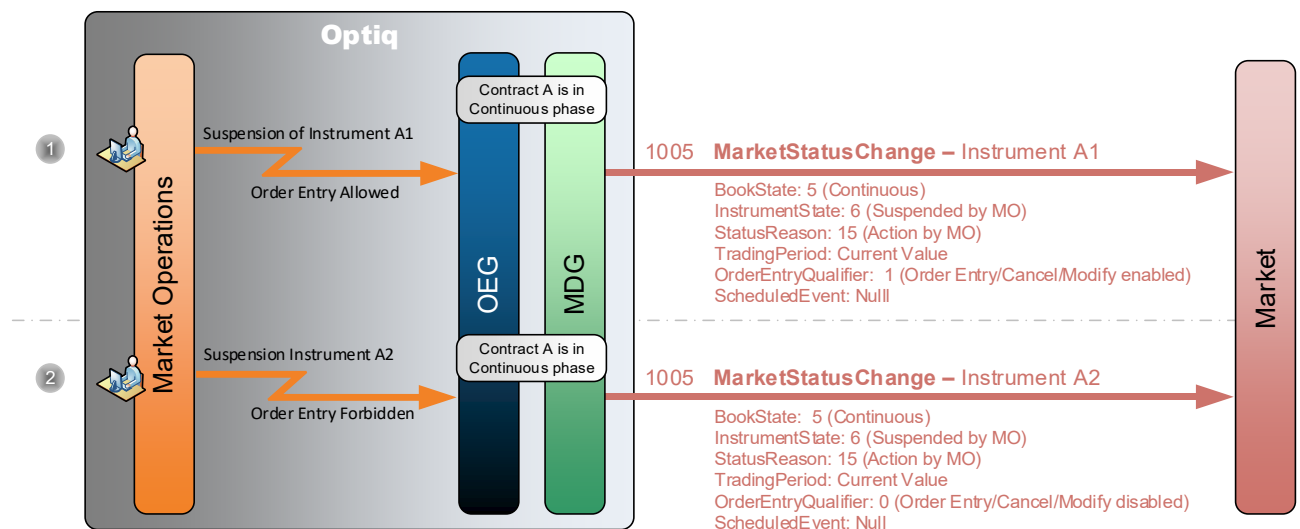 Optiq
Market Operations
OEG
MDG
Market
Contract A is in
Continuous phase
1
Suspension of Instrument A1
Order Entry Allowed
1005 MarketStatusChange – Instrument A1
BookState: 5 (Continuous)
InstrumentState: 6 (Suspended by MO)
StatusReason: 15 (Action by MO)
TradingPeriod: Current Value
OrderEntryQualifier: 1 (Order Entry/Cancel/Modify enabled)
ScheduledEvent: Nulll
Contract A is in
Continuous phase
2
Suspension Instrument A2
Order Entry Forbidden
1005 MarketStatusChange – Instrument A2
BookState: 5 (Continuous)
InstrumentState: 6 (Suspended by MO)
StatusReason: 15 (Action by MO)
TradingPeriod: Current Value
OrderEntryQualifier: 0 (Order Entry/Cancel/Modify disabled)
ScheduledEvent: Null